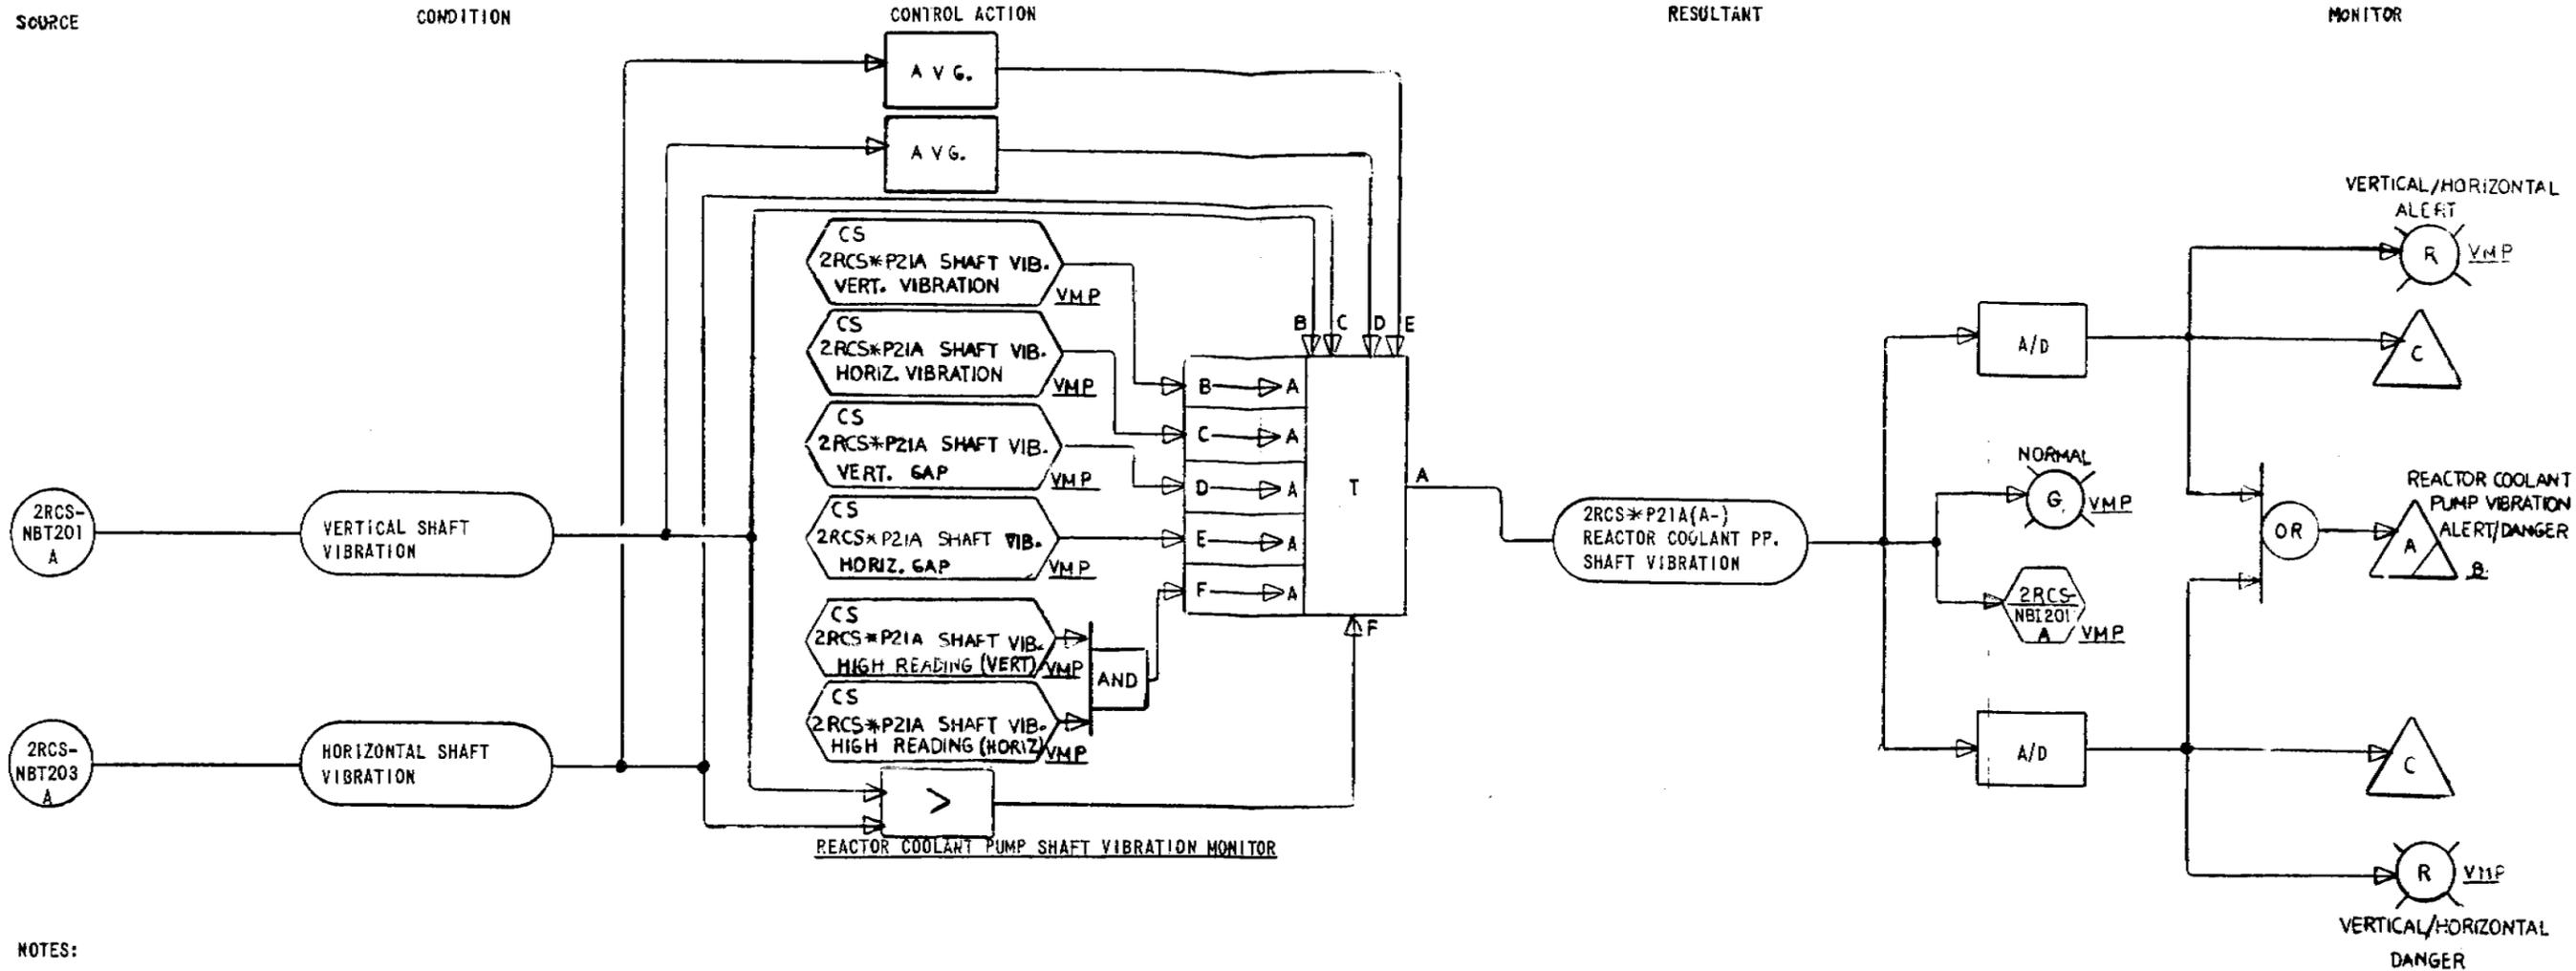 SOURCE
CONDITION
CONTROL ACTION
RESULTANT
MONITOR
A V G.
A V G.
CS
2RCS*P21A SHAFT VIB.
VERT. VIBRATION
VMP
CS
2RCS*P21A SHAFT VIB.
HORIZ. VIBRATION
VMP
CS
2RCS*P21A SHAFT VIB.
VERT. GAP
VMP
CS
2RCS*P21A SHAFT VIB.
HORIZ. GAP
VMP
CS
2RCS*P21A SHAFT VIB.
HIGH READING (VERT)
VMP
CS
2RCS*P21A SHAFT VIB.
HIGH READING (HORIZ)
VMP
AND
>
REACTOR COOLANT PUMP SHAFT VIBRATION MONITOR
2RCS-
NBT201
A
VERTICAL SHAFT
VIBRATION
2RCS-
NBT203
A
HORIZONTAL SHAFT
VIBRATION
B C D E
B A
C A
D A
E A
F A
T
A
F
2RCS*P21A(A-)
REACTOR COOLANT PP.
SHAFT VIBRATION
A/D
NORMAL
G
VMP
2RCS-
NBI201
A
VMP
A/D
VERTICAL/HORIZONTAL
ALERT
R
VMP
C
OR
REACTOR COOLANT
PUMP VIBRATION
ALERT/DANGER
A
B
C
R
VMP
VERTICAL/HORIZONTAL
DANGER
NOTES: